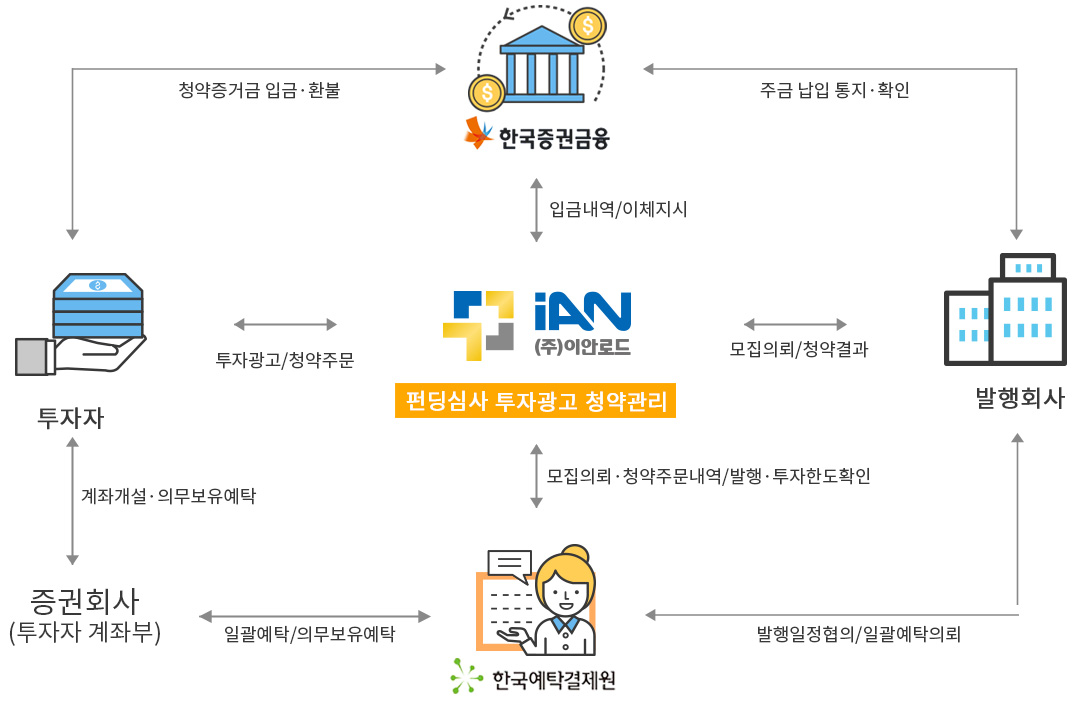 청약증거금 입금·환불
주금 납입 통지·확인
한국증권금융
입금내역/이체지시
iAN
(주)이안로드
투자광고/청약주문
모집의뢰/청약결과
펀딩심사 투자광고 청약관리
투자자
발행회사
계좌개설·의무보유예탁
모집의뢰·청약주문내역/발행·투자한도확인
증권회사
(투자자 계좌부)
일괄예탁/의무보유예탁
발행일정협의/일괄예탁의뢰
한국예탁결제원